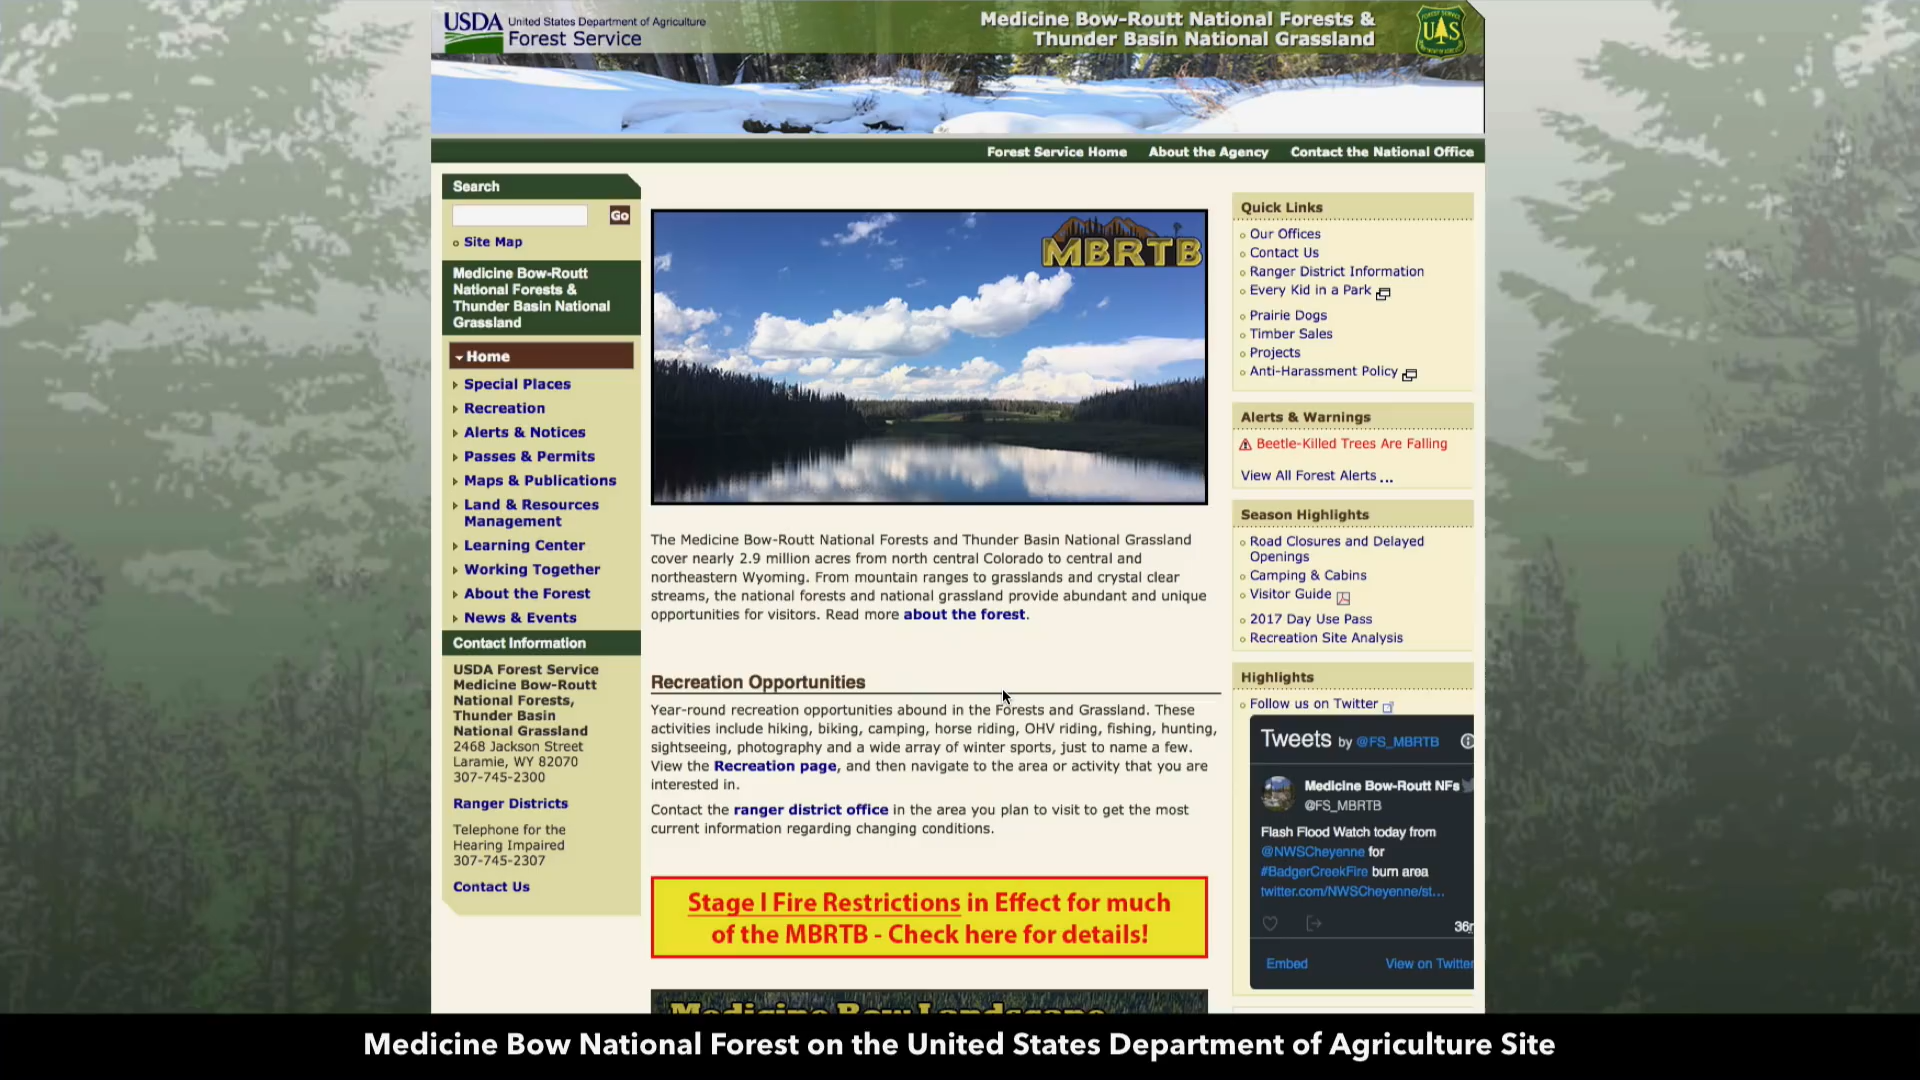 USDA United States Department of Agriculture
Forest Service
Medicine Bow-Routt National Forests &
Thunder Basin National Grassland
FOREST SERVICE
U S
DEPARTMENT OF AGRICULTURE
Forest Service Home About the Agency Contact the National Office
Search
Go
Site Map
Medicine Bow-Routt
National Forests &
Thunder Basin National
Grassland
Home
Special Places
Recreation
Alerts & Notices
Passes & Permits
Maps & Publications
Land & Resources
Management
Learning Center
Working Together
About the Forest
News & Events
Contact Information
USDA Forest Service
Medicine Bow-Routt
National Forests,
Thunder Basin
National Grassland
2468 Jackson Street
Laramie, WY 82070
307-745-2300
Ranger Districts
Telephone for the
Hearing Impaired
307-745-2307
Contact Us
MBRTB
The Medicine Bow-Routt National Forests and Thunder Basin National Grassland
cover nearly 2.9 million acres from north central Colorado to central and
northeastern Wyoming. From mountain ranges to grasslands and crystal clear
streams, the national forests and national grassland provide abundant and unique
opportunities for visitors. Read more about the forest.
Recreation Opportunities
Year-round recreation opportunities abound in the Forests and Grassland. These
activities include hiking, biking, camping, horse riding, OHV riding, fishing, hunting,
sightseeing, photography and a wide array of winter sports, just to name a few.
View the Recreation page, and then navigate to the area or activity that you are
interested in.
Contact the ranger district office in the area you plan to visit to get the most
current information regarding changing conditions.
Stage I Fire Restrictions in Effect for much
of the MBRTB - Check here for details!
Medicine Bow Landscape
Quick Links
Our Offices
Contact Us
Ranger District Information
Every Kid in a Park
Prairie Dogs
Timber Sales
Projects
Anti-Harassment Policy
Alerts & Warnings
Beetle-Killed Trees Are Falling
View All Forest Alerts ...
Season Highlights
Road Closures and Delayed
Openings
Camping & Cabins
Visitor Guide
2017 Day Use Pass
Recreation Site Analysis
Highlights
Follow us on Twitter
Tweets by @FS_MBRTB
Medicine Bow-Routt NFs
@FS_MBRTB
Flash Flood Watch today from
@NWSCheyenne for
#BadgerCreekFire burn area
twitter.com/NWSCheyenne/st...
36m
Embed View on Twitter
Medicine Bow National Forest on the United States Department of Agriculture Site